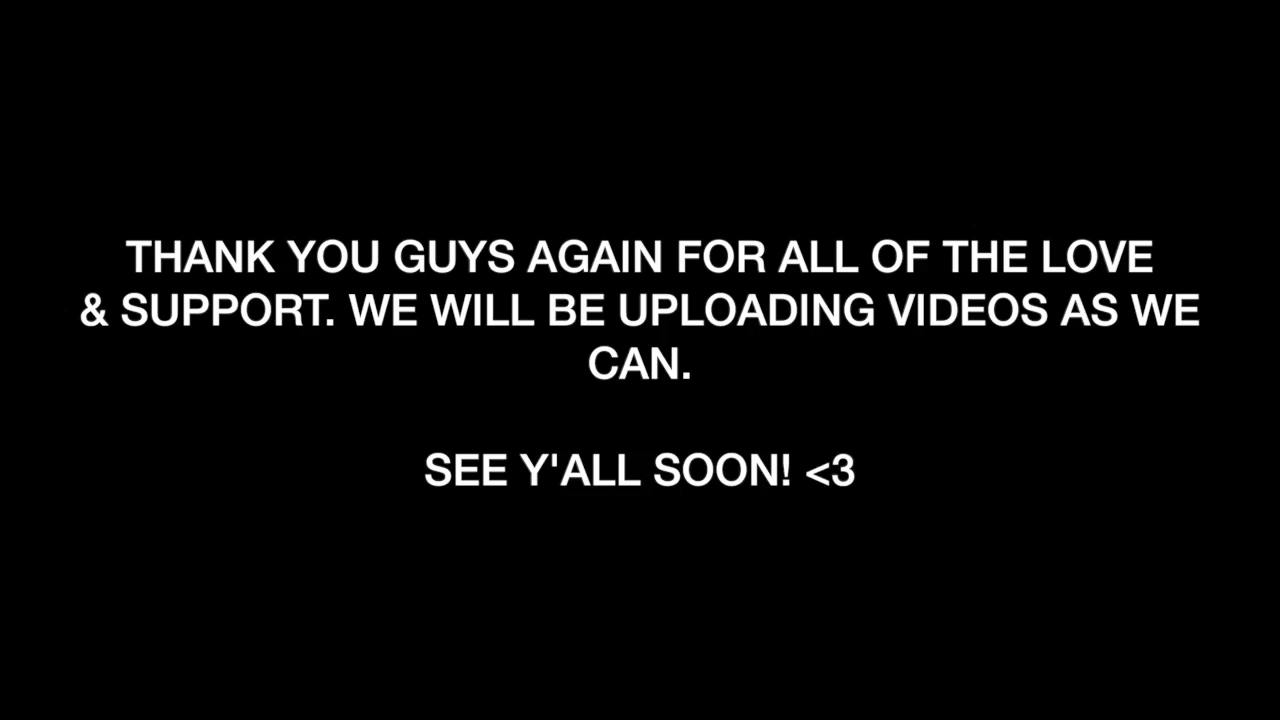 THANK YOU GUYS AGAIN FOR ALL OF THE LOVE
& SUPPORT. WE WILL BE UPLOADING VIDEOS AS WE
CAN.
SEE Y'ALL SOON! <3